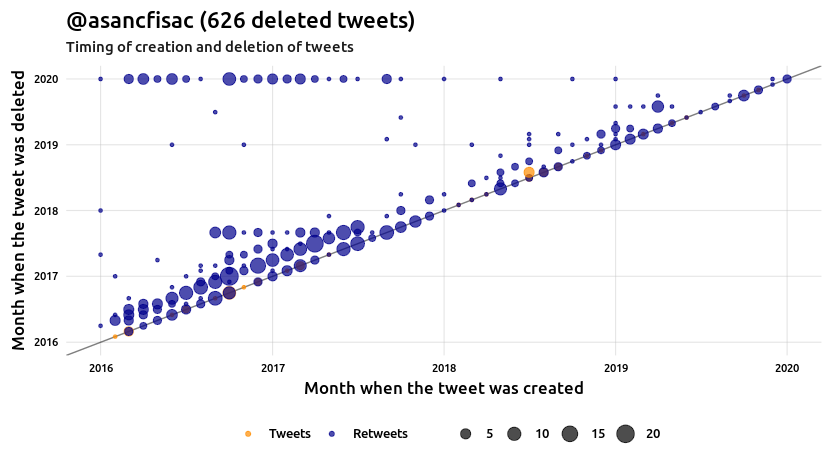 @asancfisac (626 deleted tweets)
Timing of creation and deletion of tweets
Month when the tweet was deleted
2020
2019
2018
2017
2016
2016 2017 2018 2019 2020
Month when the tweet was created
Tweets Retweets 5 10 15 20